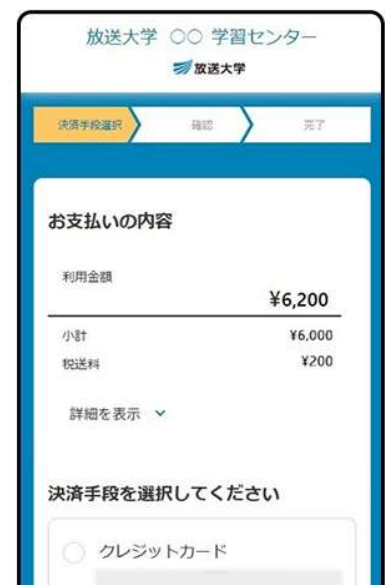 放送大学 ○○ 学習センター
放送大学
決済手段選択
確認
完了
お支払いの内容
利用金額
¥6,200
小計 ¥6,000
税送料 ¥200
詳細を表示
決済手段を選択してください
クレジットカード